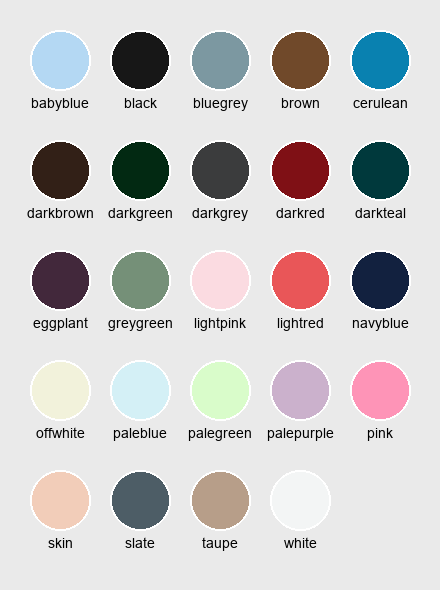 babyblue black bluegrey brown cerulean
darkbrown darkgreen darkgrey darkred darkteal
eggplant greygreen lightpink lightred navyblue
offwhite paleblue palegreen palepurple pink
skin slate taupe white